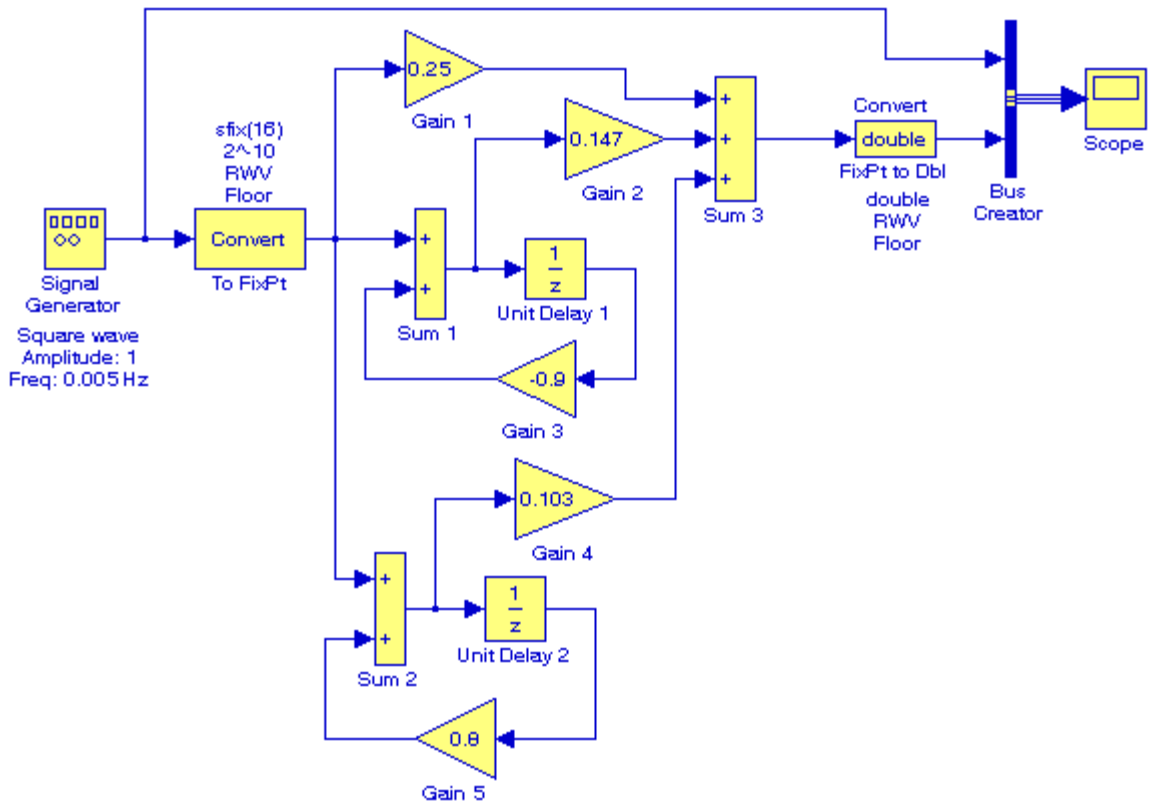 0.25
Gain 1
sfix(16)
2^-10
RWV
Floor
Convert
To FixPt
Signal
Generator
Square wave
Amplitude: 1
Freq: 0.005 Hz
0.147
Gain 2
+
+
+
Sum 3
Convert
double
FixPt to Dbl
double
RWV
Floor
Bus
Creator
Scope
+
+
Sum 1
1
z
Unit Delay 1
-0.9
Gain 3
0.103
Gain 4
+
+
Sum 2
1
z
Unit Delay 2
0.8
Gain 5